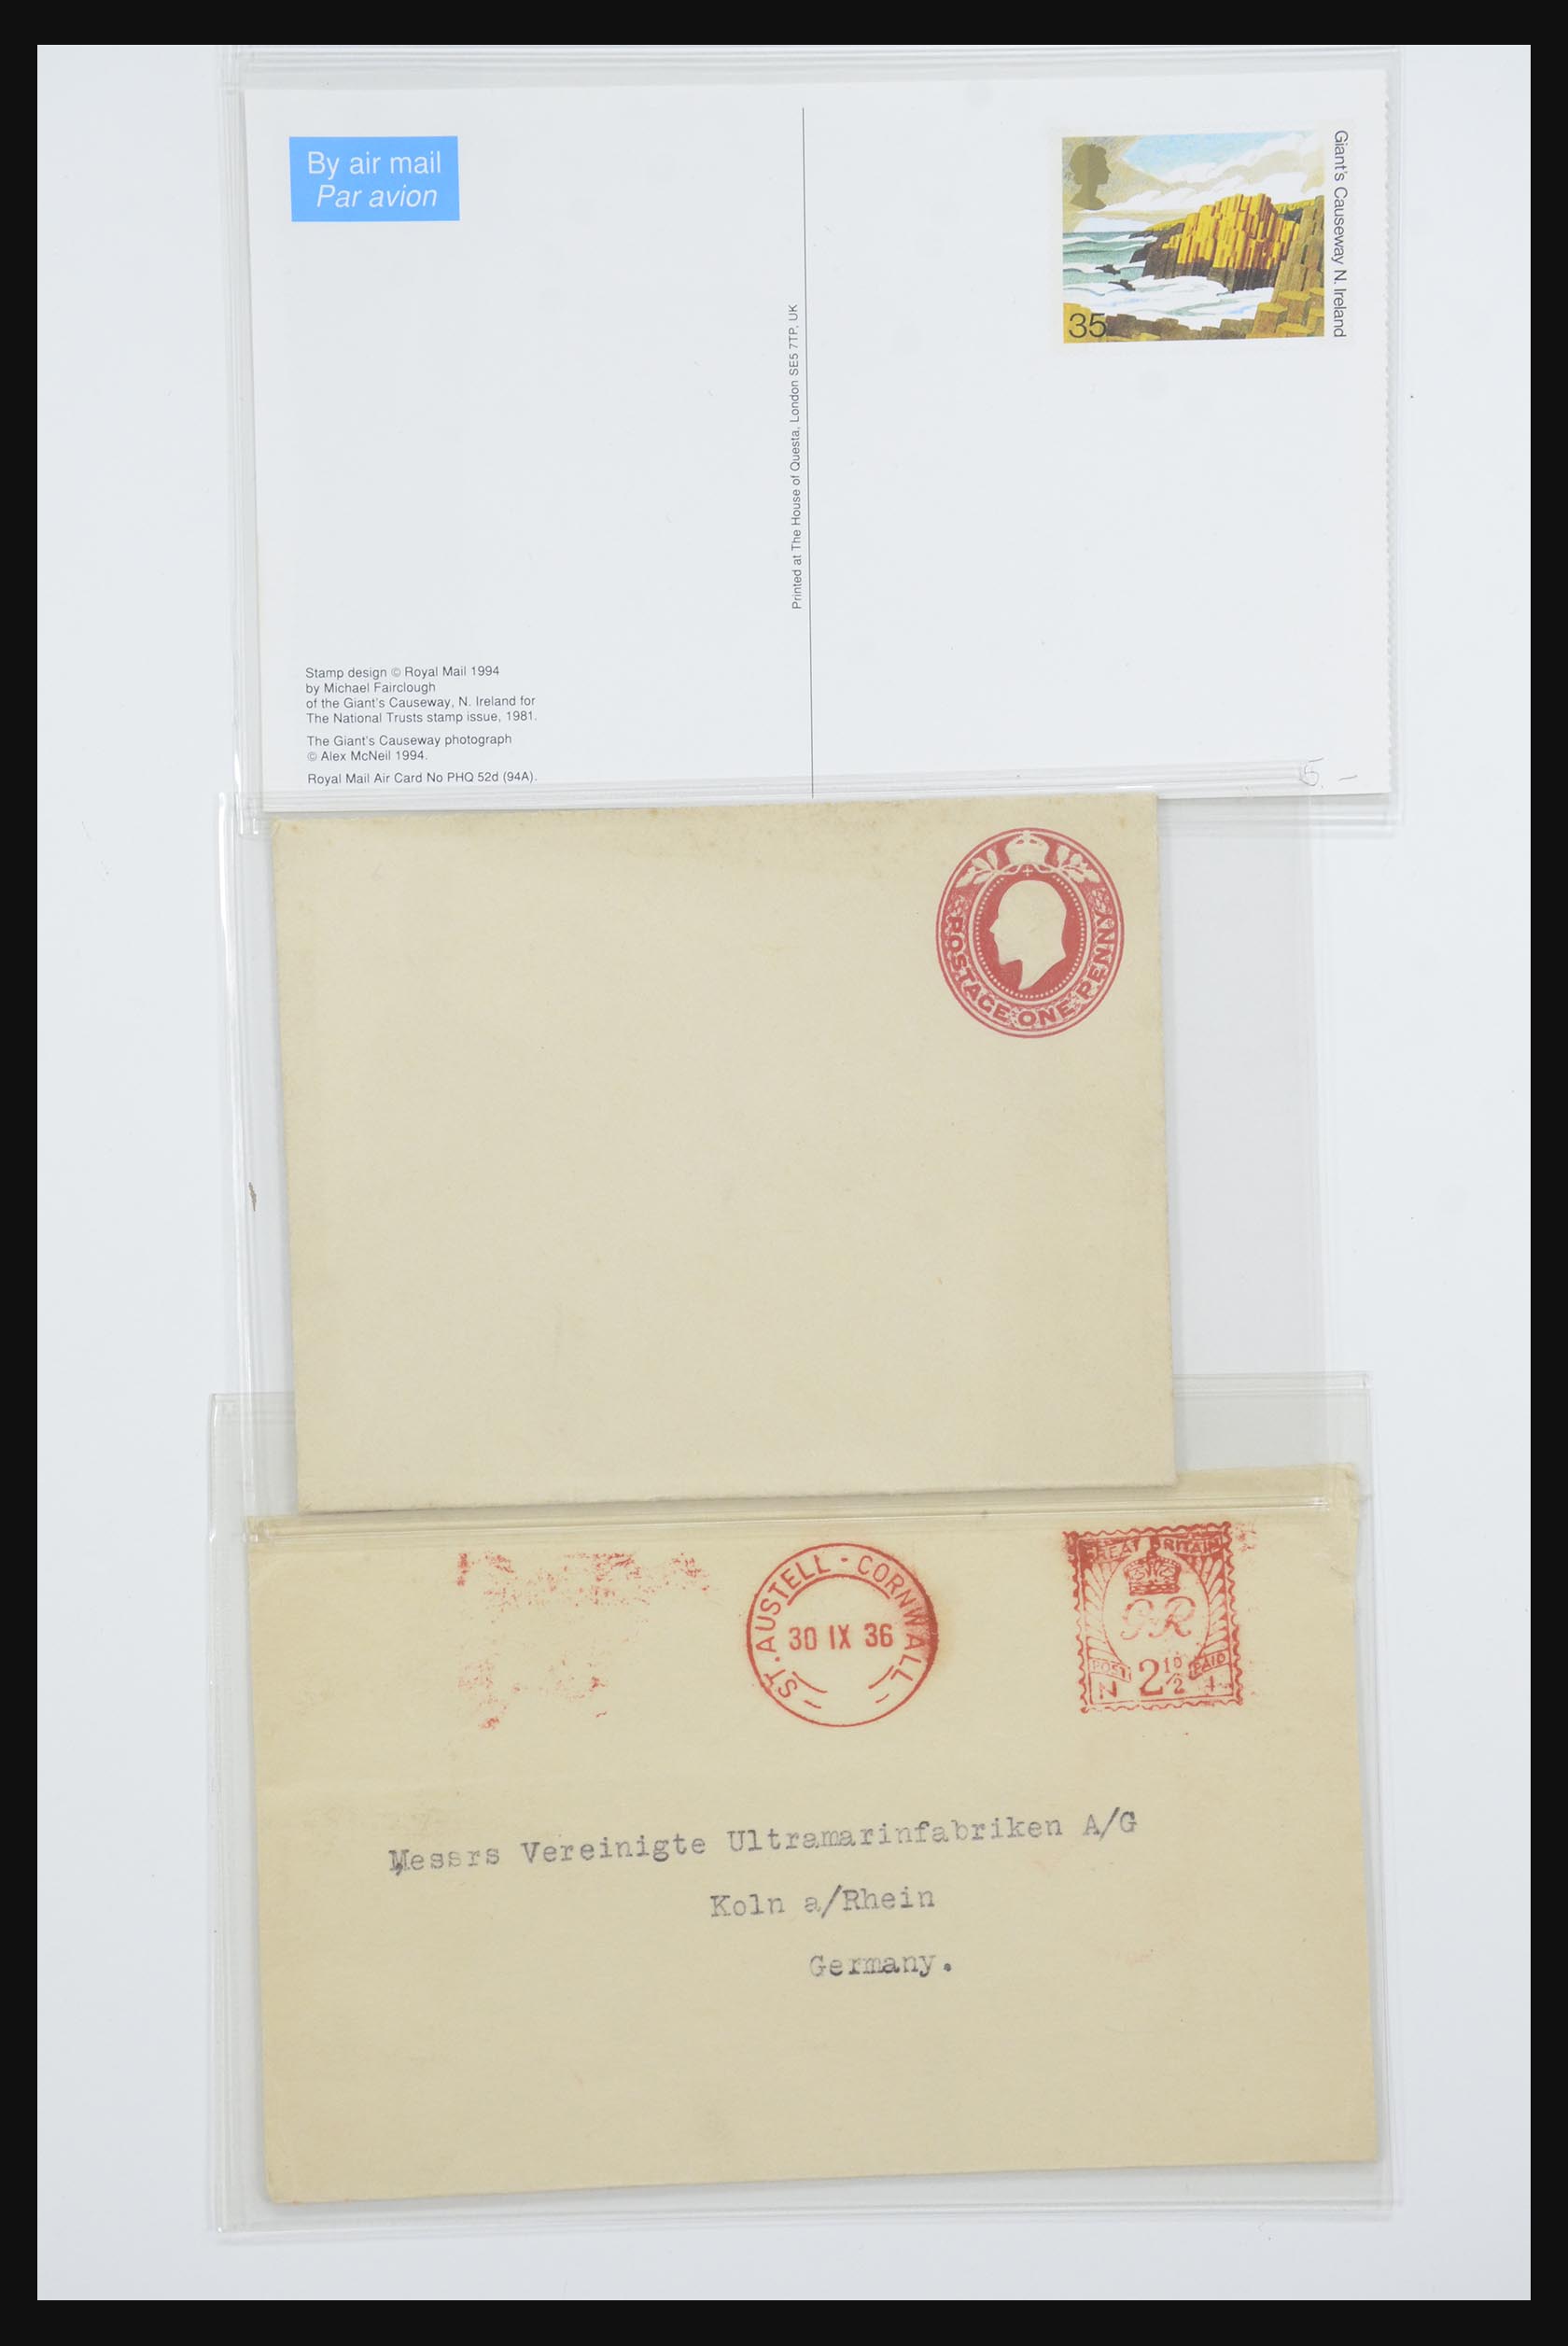 By air mail
Par avion
Giant's Causeway N. Ireland
35
Printed at The House of Questa, London SE5 7TP, UK
Stamp design © Royal Mail 1994
by Michael Fairclough
of the Giant's Causeway, N. Ireland for
The National Trusts stamp issue, 1981.
The Giant's Causeway photograph
© Alex McNeil 1994.
Royal Mail Air Card No PHQ 52d (94A).
5. –
POSTAGE ONE PENNY
ST. AUSTELL - CORNWALL
30 IX 36
GREAT BRITAIN
GR
POST PAID
2½D
N
Messrs Vereinigte Ultramarinfabriken A/G
Koln a/Rhein
Germany.